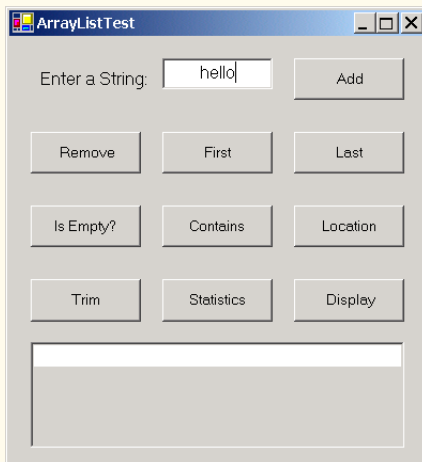 ArrayListTest
Enter a String: hello Add
Remove First Last
Is Empty? Contains Location
Trim Statistics Display